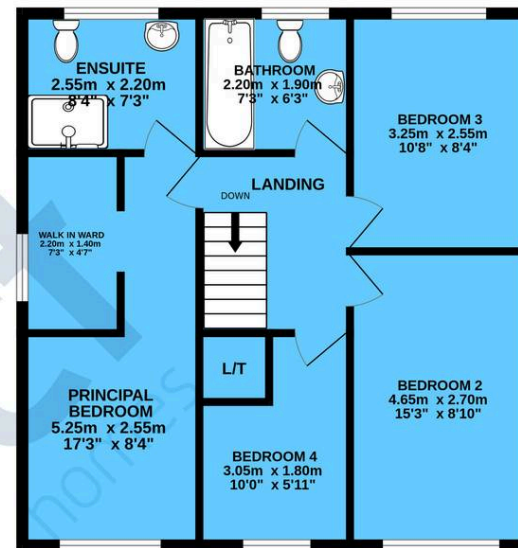 ENSUITE
2.55m x 2.20m
8'4" x 7'3"
BATHROOM
2.20m x 1.90m
7'3" x 6'3"
BEDROOM 3
3.25m x 2.55m
10'8" x 8'4"
LANDING
DOWN
WALK IN WARD
2.20m x 1.40m
7'3" x 4'7"
L/T
PRINCIPAL
BEDROOM
5.25m x 2.55m
17'3" x 8'4"
BEDROOM 2
4.65m x 2.70m
15'3" x 8'10"
BEDROOM 4
3.05m x 1.80m
10'0" x 5'11"
homes